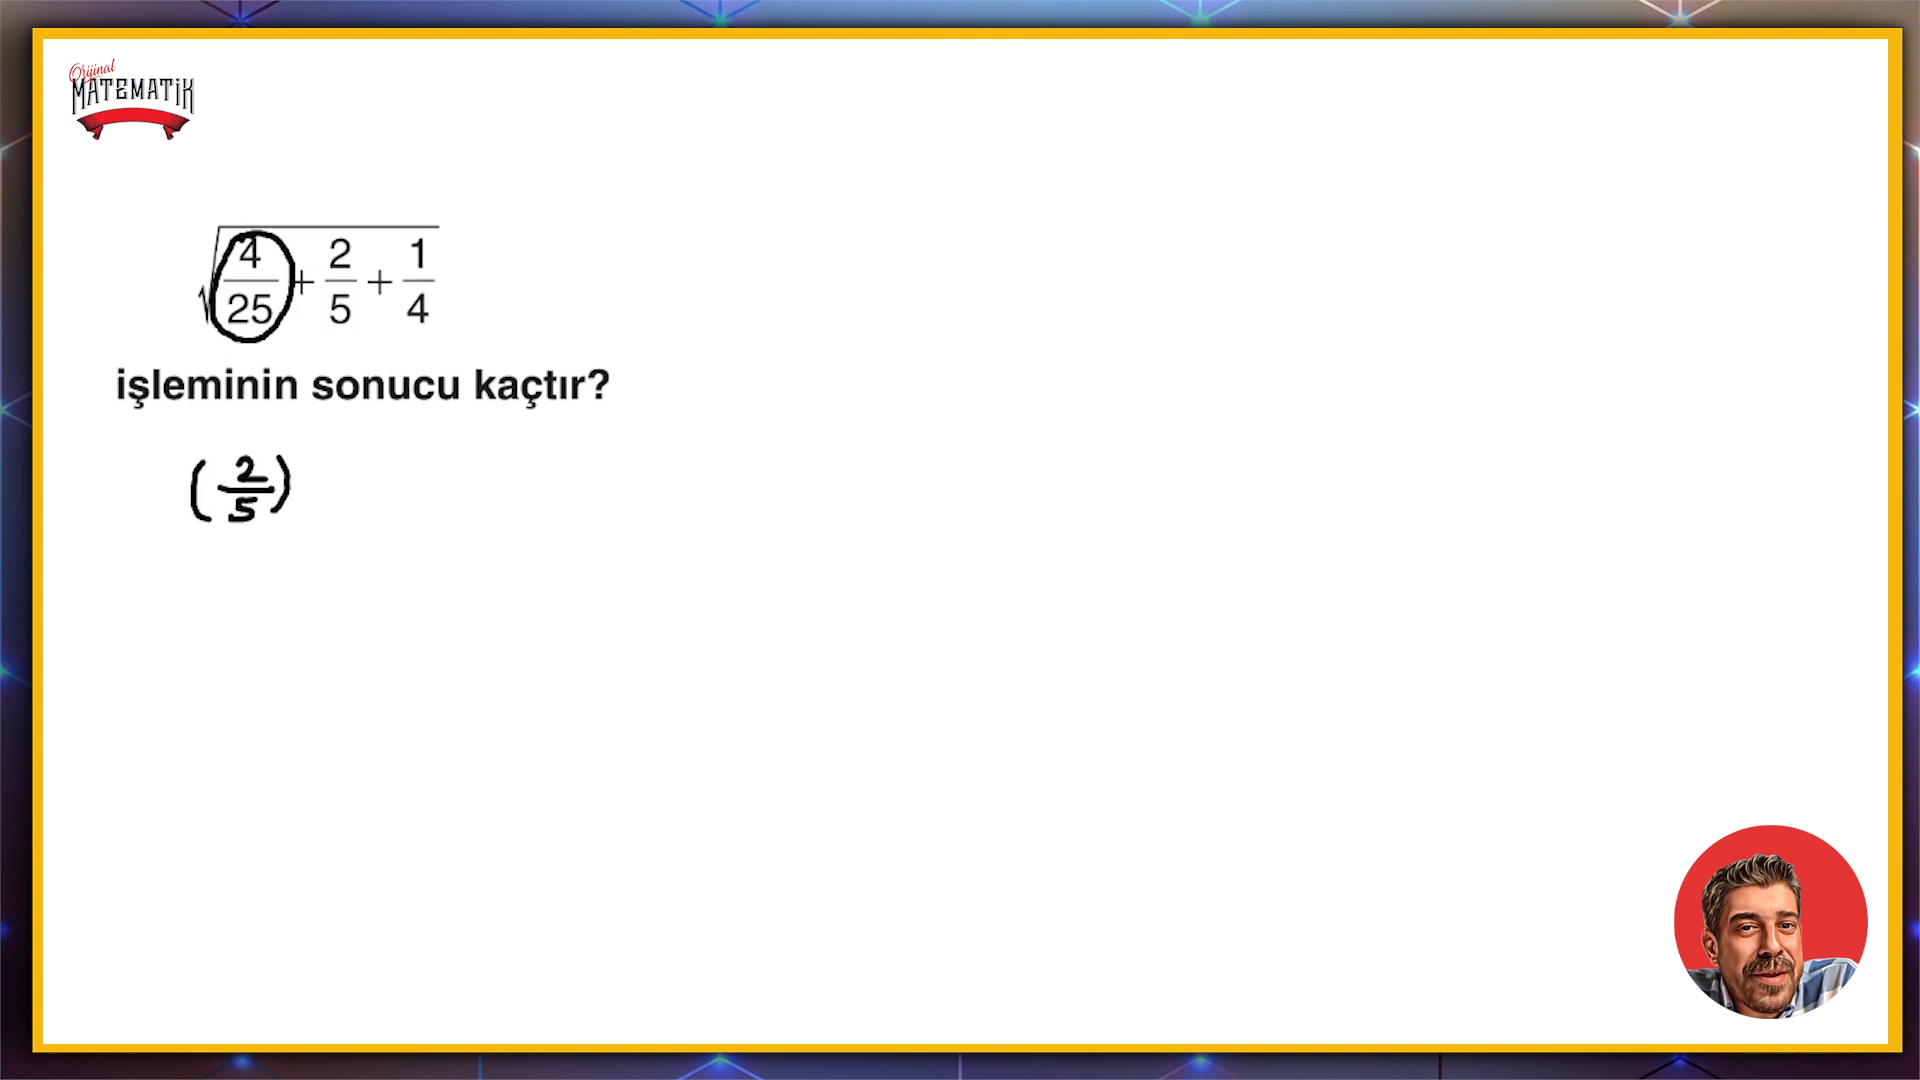 Orijinal
MATEMATİK
√(4/25 + 2/5 + 1/4)
işleminin sonucu kaçtır?
(2/5)